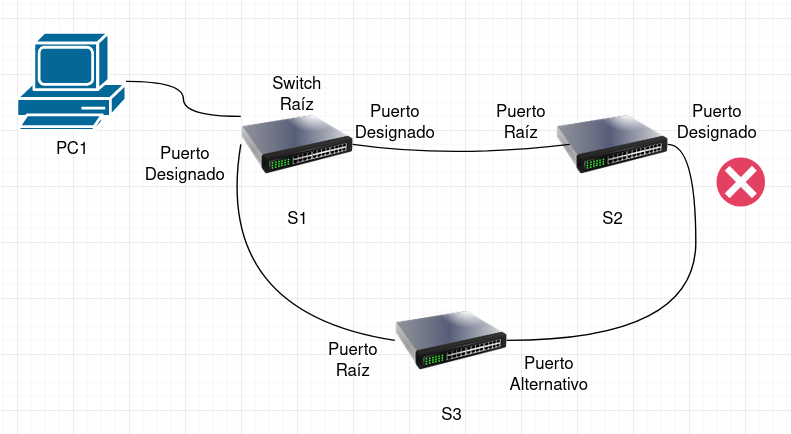 Switch
Raíz
PC1
Puerto
Designado
Puerto
Designado
S1
Puerto
Raíz
Puerto
Designado
S2
Puerto
Raíz
Puerto
Alternativo
S3